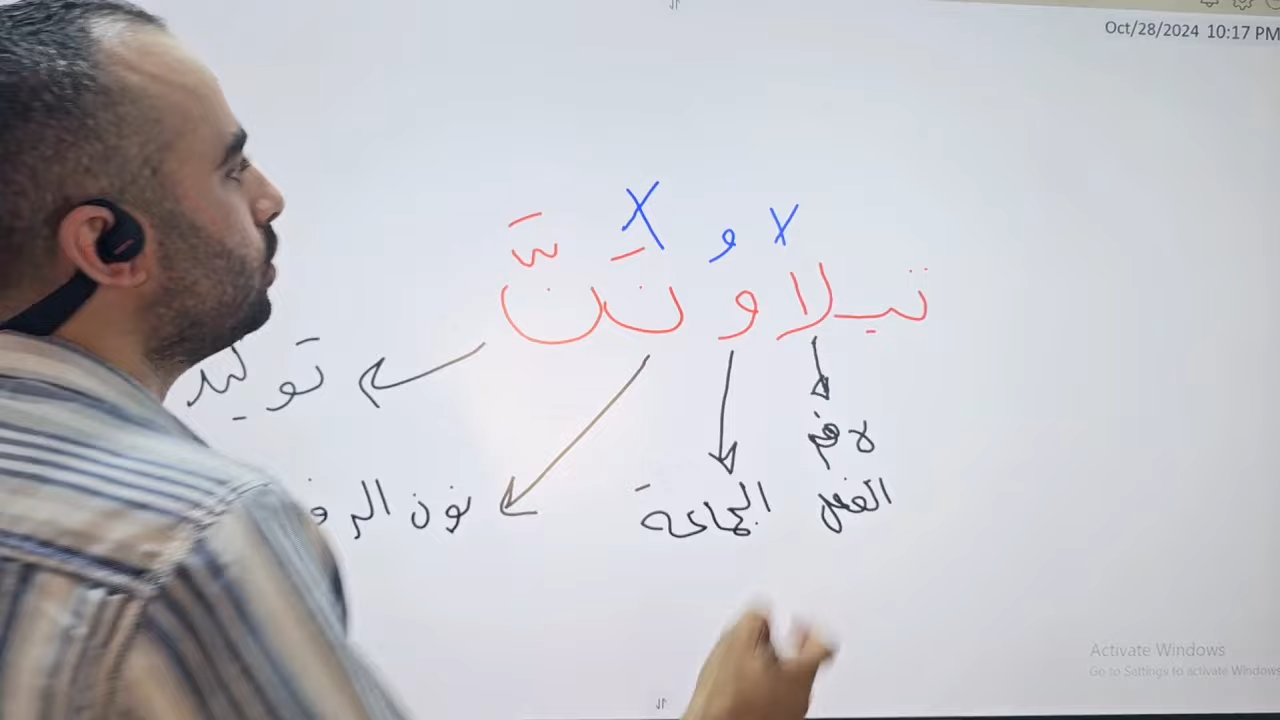 Oct/28/2024 10:17 PM
X و X
تبلاونَنَّ
لام
الفعل
الجماعة
نون الر
توكيد
Activate Windows
Go to Settings to activate Windows